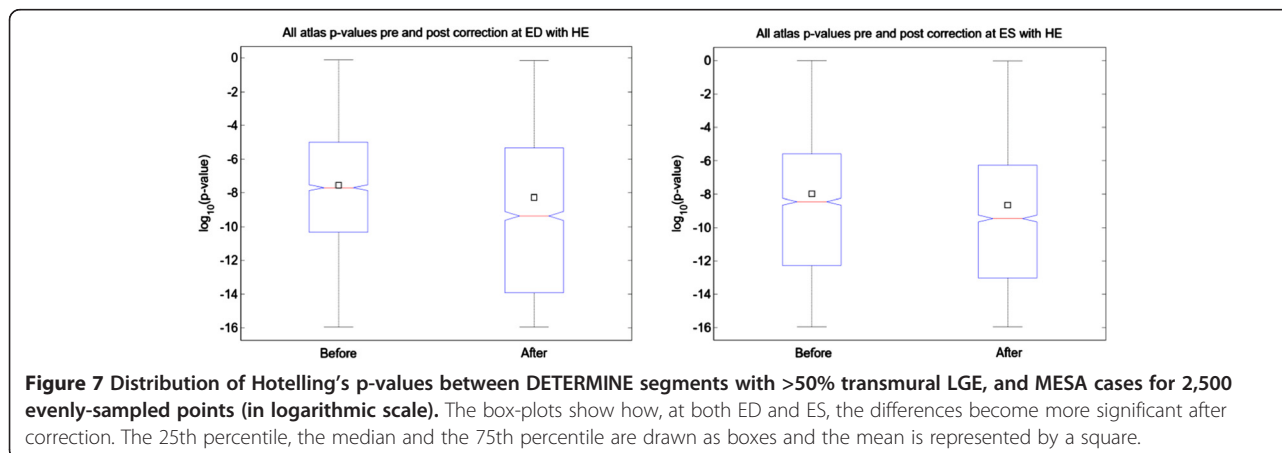 All atlas p-values pre and post correction at ED with HE
0
-2
-4
-6
-8
-10
-12
-14
-16
log10(p-value)
Before After
All atlas p-values pre and post correction at ES with HE
0
-2
-4
-6
-8
-10
-12
-14
-16
log10(p-value)
Before After
Figure 7 Distribution of Hotelling's p-values between DETERMINE segments with >50% transmural LGE, and MESA cases for 2,500
evenly-sampled points (in logarithmic scale). The box-plots show how, at both ED and ES, the differences become more significant after
correction. The 25th percentile, the median and the 75th percentile are drawn as boxes and the mean is represented by a square.